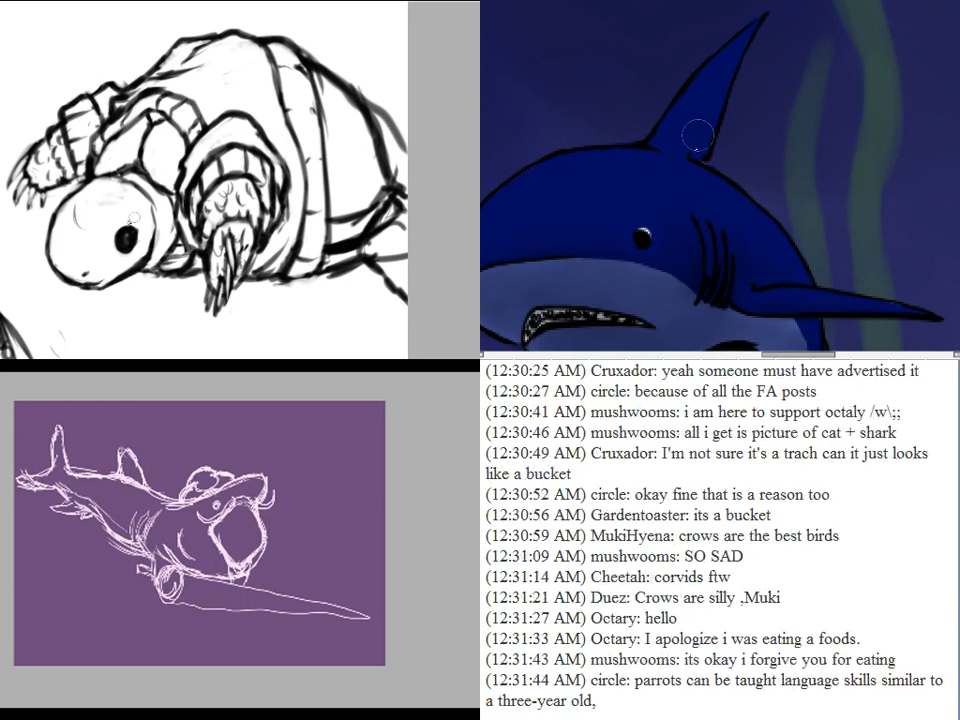 (12:30:25 AM) Cruxador: yeah someone must have advertised it
(12:30:27 AM) circle: because of all the FA posts
(12:30:41 AM) mushwooms: i am here to support octaly /w\;;
(12:30:46 AM) mushwooms: all i get is picture of cat + shark
(12:30:49 AM) Cruxador: I'm not sure it's a trach can it just looks
like a bucket
(12:30:52 AM) circle: okay fine that is a reason too
(12:30:56 AM) Gardentoaster: its a bucket
(12:30:59 AM) MukiHyena: crows are the best birds
(12:31:09 AM) mushwooms: SO SAD
(12:31:14 AM) Cheetah: corvids ftw
(12:31:21 AM) Duez: Crows are silly ,Muki
(12:31:27 AM) Octary: hello
(12:31:33 AM) Octary: I apologize i was eating a foods.
(12:31:43 AM) mushwooms: its okay i forgive you for eating
(12:31:44 AM) circle: parrots can be taught language skills similar to
a three-year old,